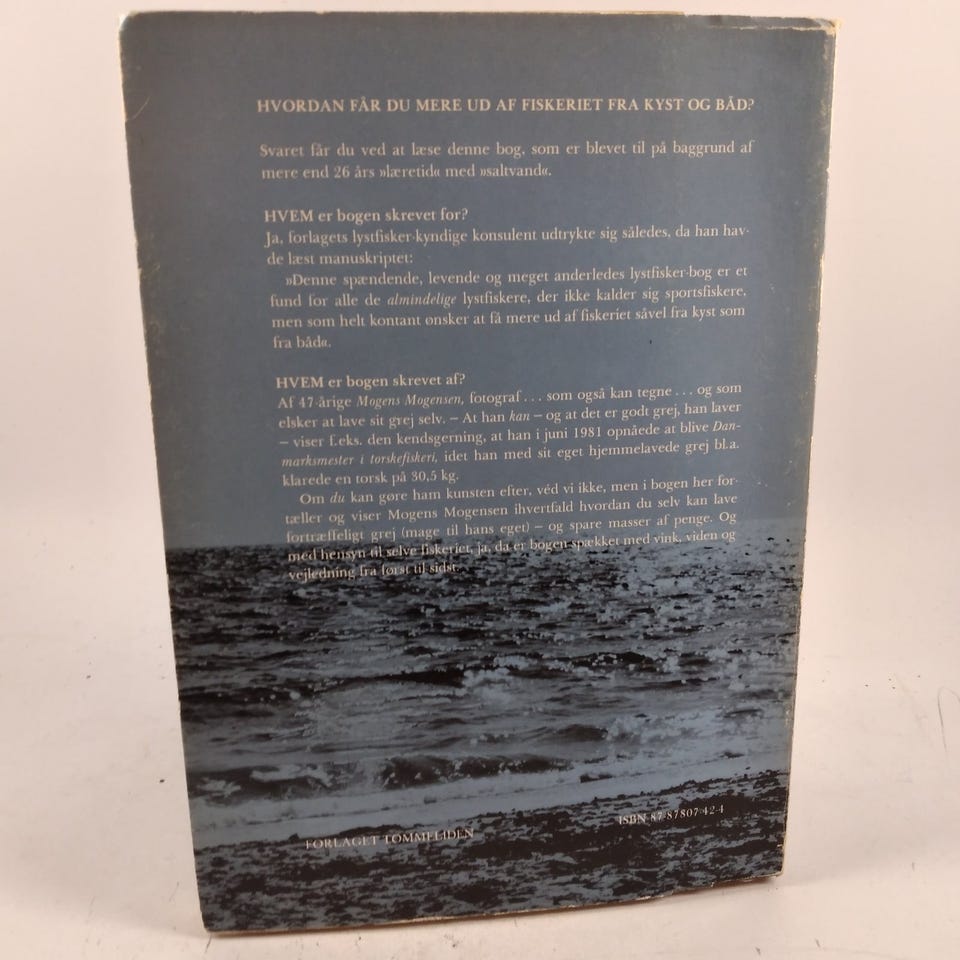 HVORDAN FÅR DU MERE UD AF FISKERIET FRA KYST OG BÅD?
Svaret får du ved at læse denne bog, som er blevet til på baggrund af
mere end 26 års »læretid« med »saltvand«.
HVEM er bogen skrevet for?
Ja, forlagets lystfisker-kyndige konsulent udtrykte sig således, da han hav-
de læst manuskriptet:
»Denne spændende, levende og meget anderledes lystfisker-bog er et
fund for alle de almindelige lystfiskere, der ikke kalder sig sportsfiskere,
men som helt kontant ønsker at få mere ud af fiskeriet såvel fra kyst som
fra båd«.
HVEM er bogen skrevet af?
Af 47-årige Mogens Mogensen, fotograf... som også kan tegne... og som
elsker at lave sit grej selv. – At han kan – og at det er godt grej, han laver
– viser f.eks. den kendsgerning, at han i juni 1981 opnåede at blive Dan-
marksmester i torskefiskeri, idet han med sit eget hjemmelavede grej bl.a.
klarede en torsk på 30,5 kg.
Om du kan gøre ham kunsten efter, véd vi ikke, men i bogen her for-
tæller og viser Mogens Mogensen ihvertfald hvordan du selv kan lave
fortræffeligt grej (mage til hans eget) – og spare masser af penge. Og
med hensyn til selve fiskeriet, ja, da er bogen spækket med vink, viden og
vejledning fra først til sidst.
FORLAGET TOMMELIDEN
ISBN 87-87807-42-4